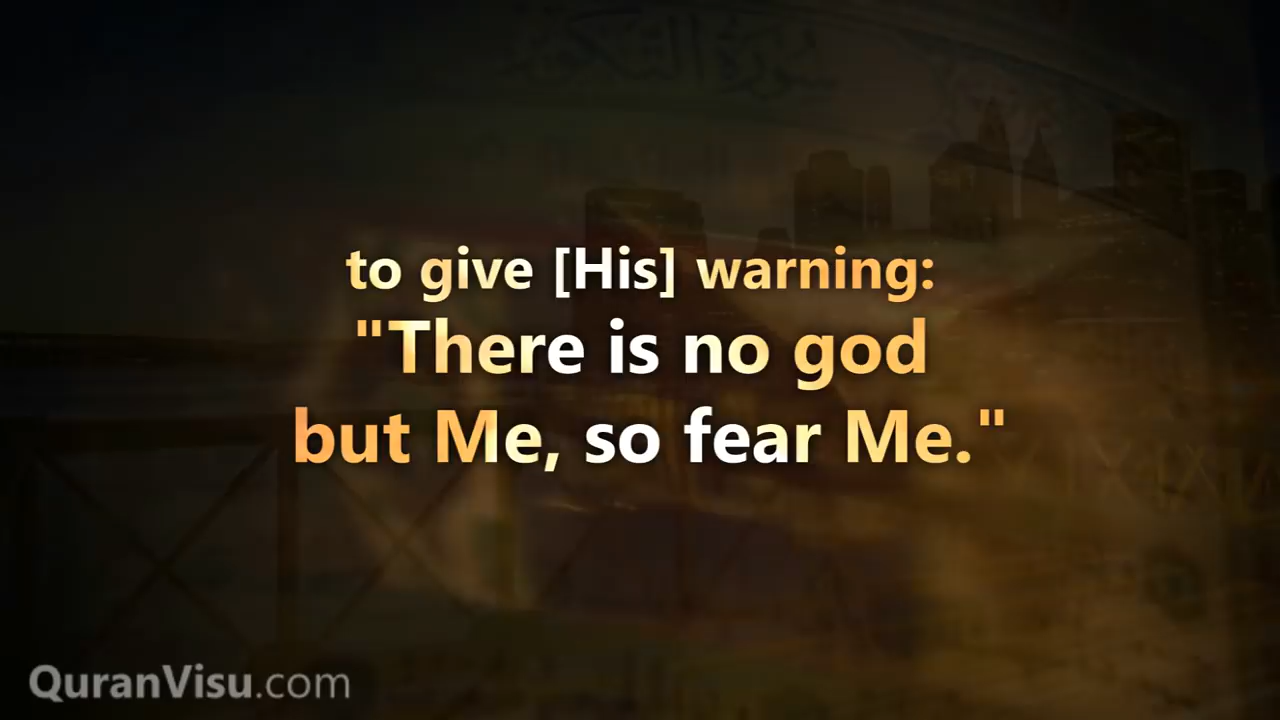 to give [His] warning:
"There is no god
but Me, so fear Me."
QuranVisu.com